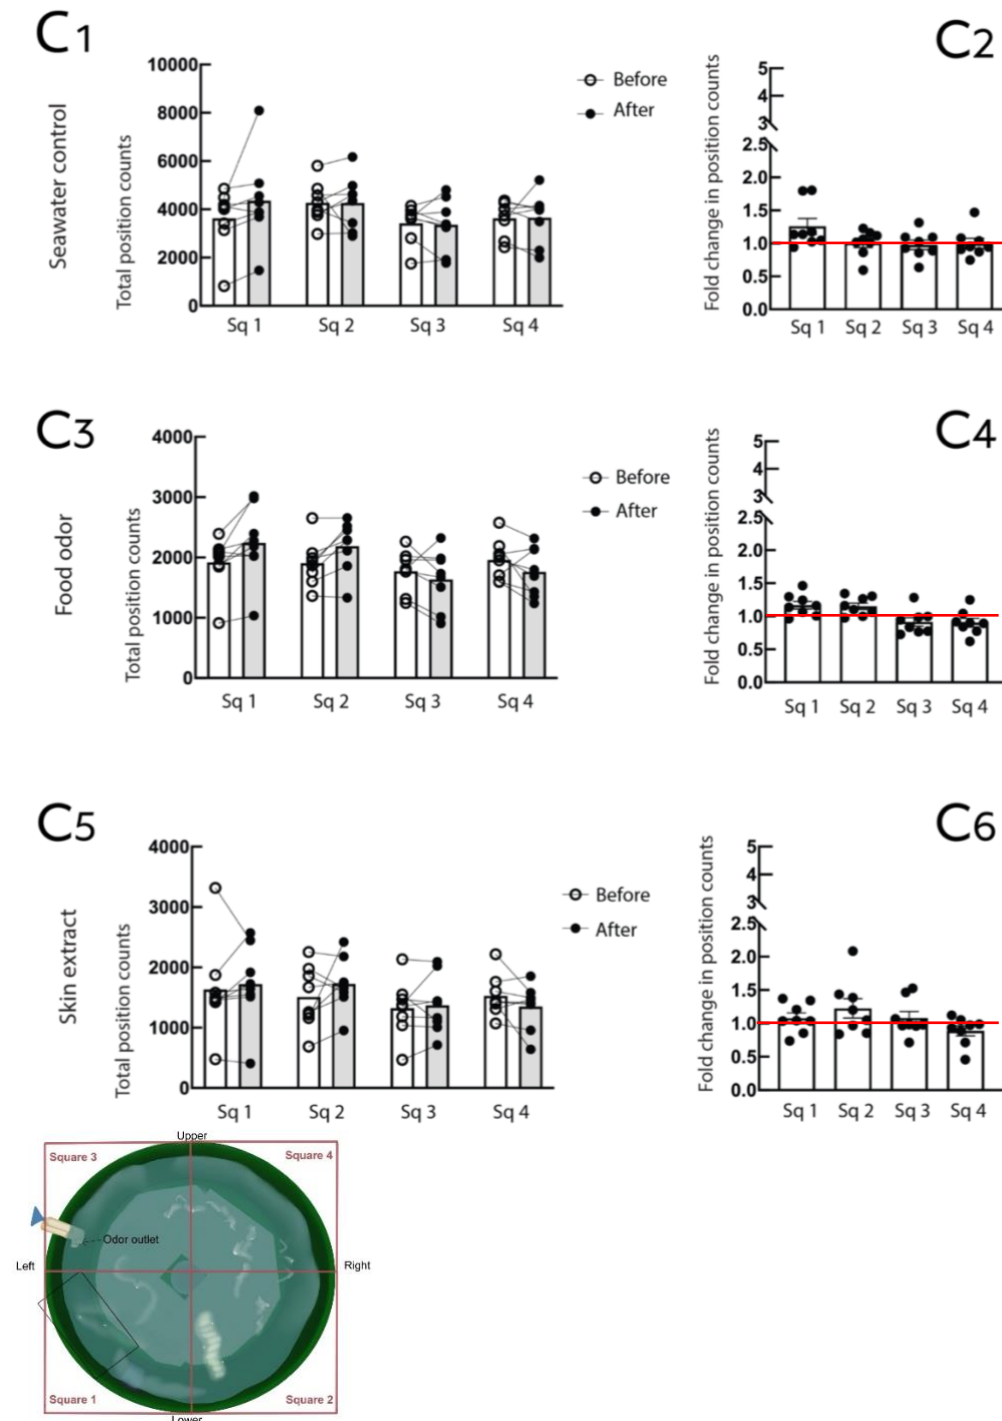 C1
Seawater control
Total position counts
10000
8000
6000
4000
2000
0
Sq 1
Sq 2
Sq 3
Sq 4
Before
After
C2
Fold change in position counts
5
4
3
2.5
2.0
1.5
1.0
0.5
0.0
Sq 1
Sq 2
Sq 3
Sq 4
C3
Food odor
Total position counts
4000
3000
2000
1000
0
Sq 1
Sq 2
Sq 3
Sq 4
Before
After
C4
Fold change in position counts
5
4
3
2.5
2.0
1.5
1.0
0.5
0.0
Sq 1
Sq 2
Sq 3
Sq 4
C5
Skin extract
Total position counts
4000
3000
2000
1000
0
Sq 1
Sq 2
Sq 3
Sq 4
Before
After
C6
Fold change in position counts
5
4
3
2.5
2.0
1.5
1.0
0.5
0.0
Sq 1
Sq 2
Sq 3
Sq 4
Upper
Square 3
Square 4
Odor outlet
Left
Right
Square 1
Square 2
Lower